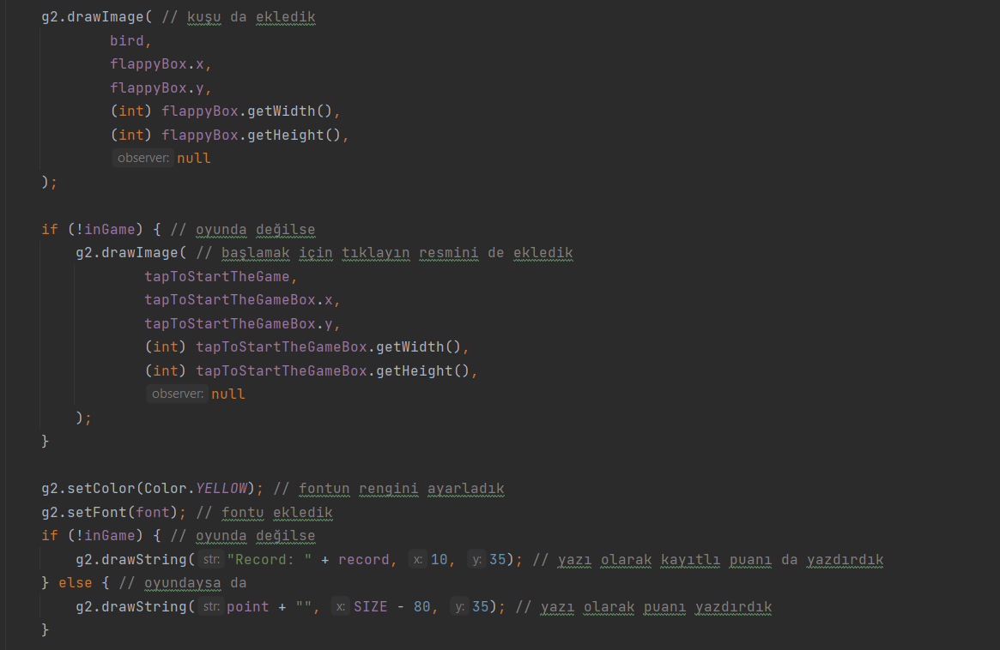 g2.drawImage( // kuşu da ekledik
bird,
flappyBox.x,
flappyBox.y,
(int) flappyBox.getWidth(),
(int) flappyBox.getHeight(),
observer: null
);
if (!inGame) { // oyunda değilse
g2.drawImage( // başlamak için tıklayın resmini de ekledik
tapToStartTheGame,
tapToStartTheGameBox.x,
tapToStartTheGameBox.y,
(int) tapToStartTheGameBox.getWidth(),
(int) tapToStartTheGameBox.getHeight(),
observer: null
);
}
g2.setColor(Color.YELLOW); // fontun rengini ayarladık
g2.setFont(font); // fontu ekledik
if (!inGame) { // oyunda değilse
g2.drawString( str: "Record: " + record, x: 10, y: 35); // yazı olarak kayıtlı puanı da yazdırdık
} else { // oyundaysa da
g2.drawString( str: point + "", x: SIZE - 80, y: 35); // yazı olarak puanı yazdırdık
}